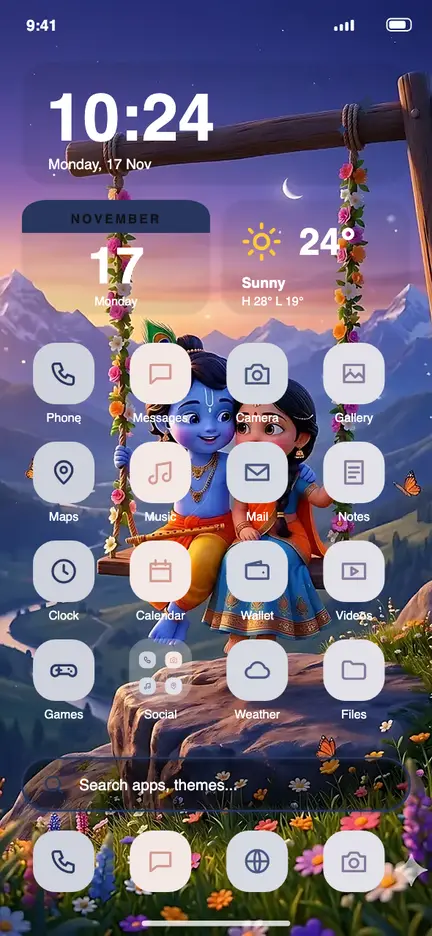 9:41
10:24
Monday, 17 Nov
NOVEMBER
17
Monday
24°
Sunny
H 28° L 19°
Phone
Messages
Camera
Gallery
Maps
Music
Mail
Notes
Clock
Calendar
Wallet
Videos
Games
Social
Weather
Files
Search apps, themes...